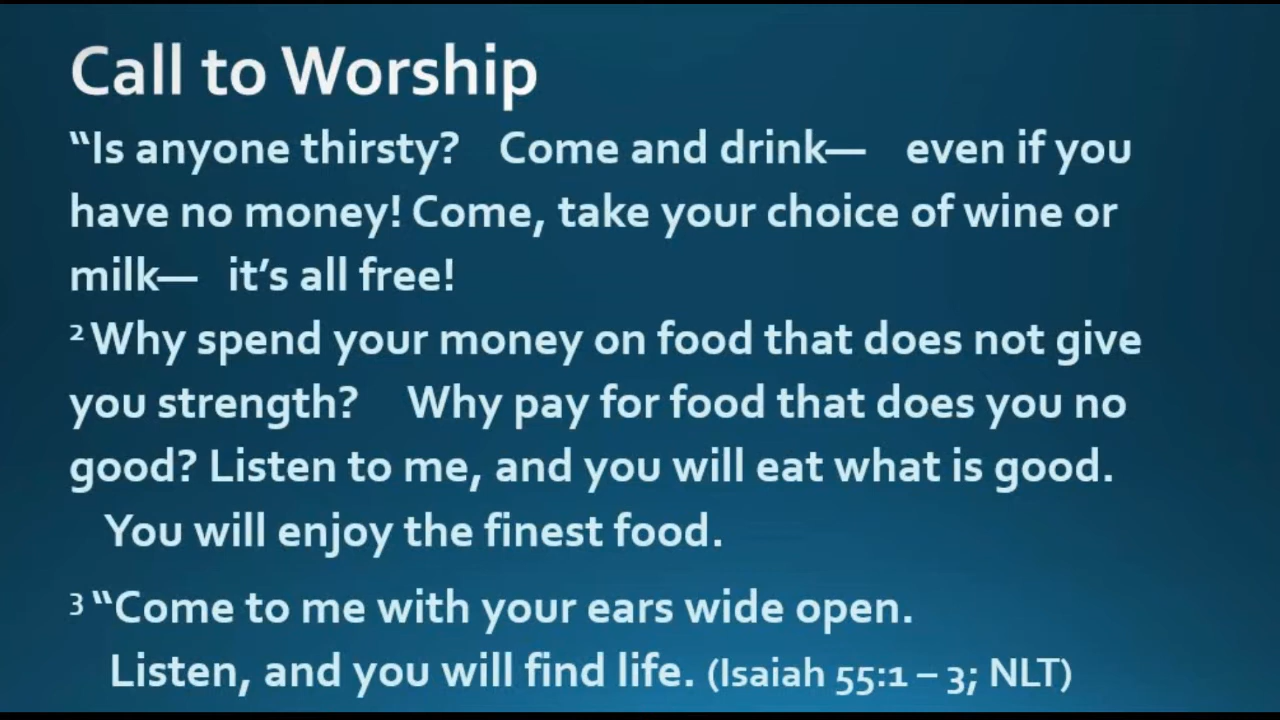 Call to Worship
“Is anyone thirsty? Come and drink— even if you
have no money! Come, take your choice of wine or
milk— it’s all free!
² Why spend your money on food that does not give
you strength? Why pay for food that does you no
good? Listen to me, and you will eat what is good.
You will enjoy the finest food.
³ “Come to me with your ears wide open.
Listen, and you will find life. (Isaiah 55:1 – 3; NLT)